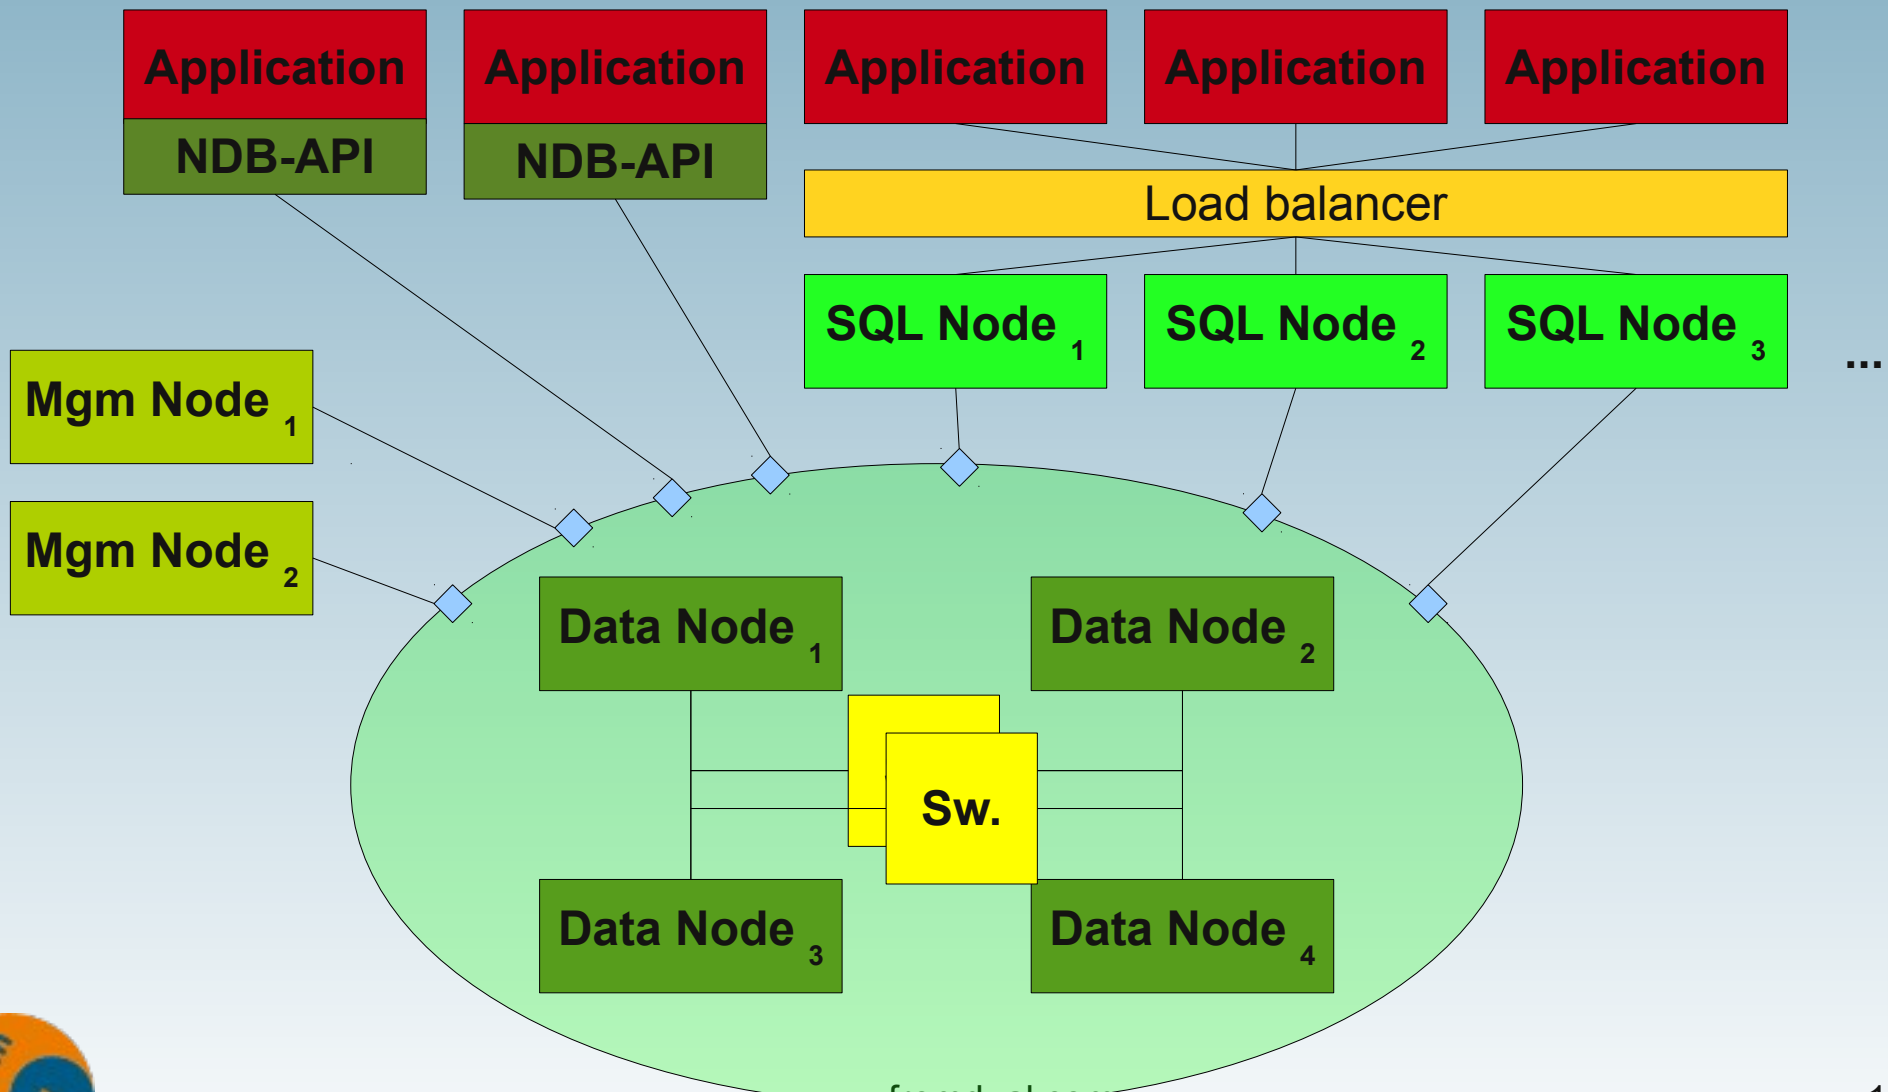 Application
Application
Application
Application
Application
NDB-API
NDB-API
Load balancer
SQL Node 1
SQL Node 2
SQL Node 3
...
Mgm Node 1
Mgm Node 2
Data Node 1
Data Node 2
Sw.
Data Node 3
Data Node 4